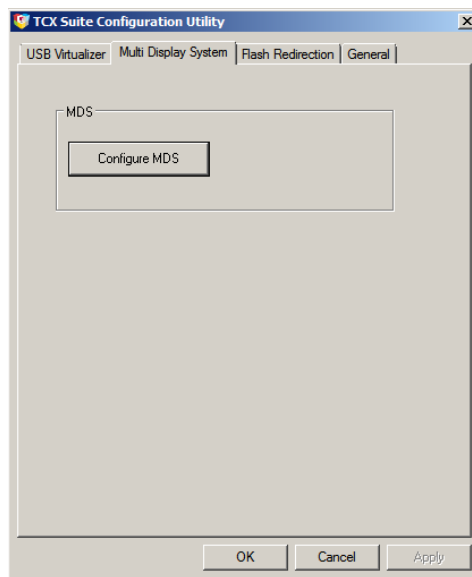 TCX Suite Configuration Utility
USB Virtualizer Multi Display System Flash Redirection General
MDS
Configure MDS
OK Cancel Apply